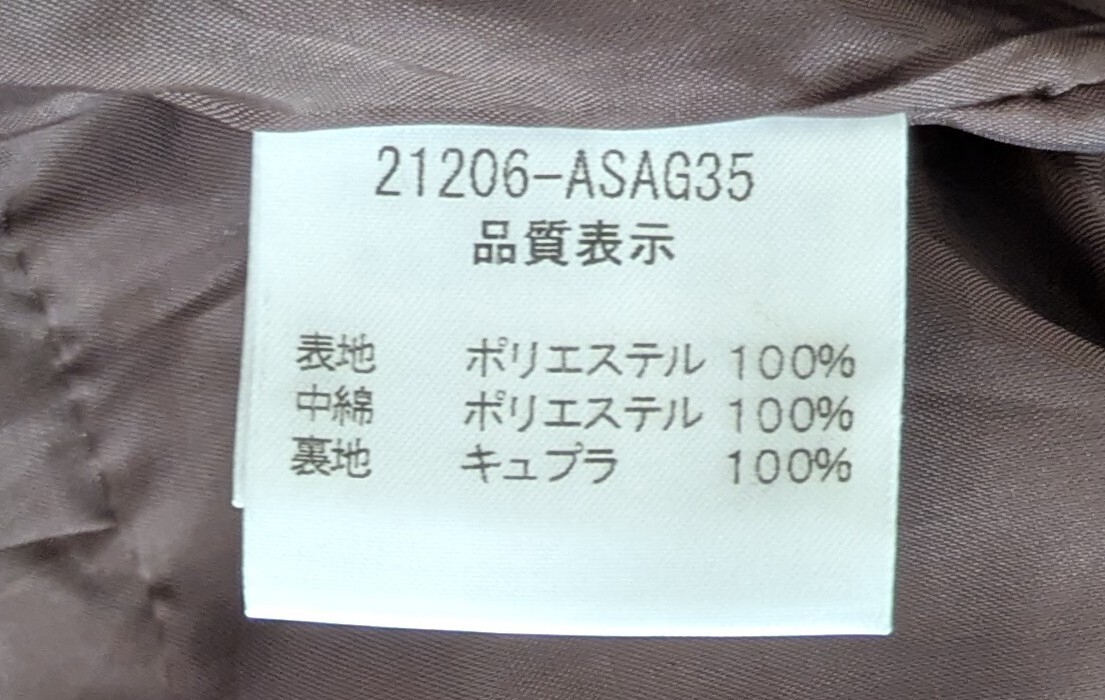 21206-ASAG35
品質表示
表地 ポリエステル 100%
中綿 ポリエステル 100%
裏地 キュプラ 100%